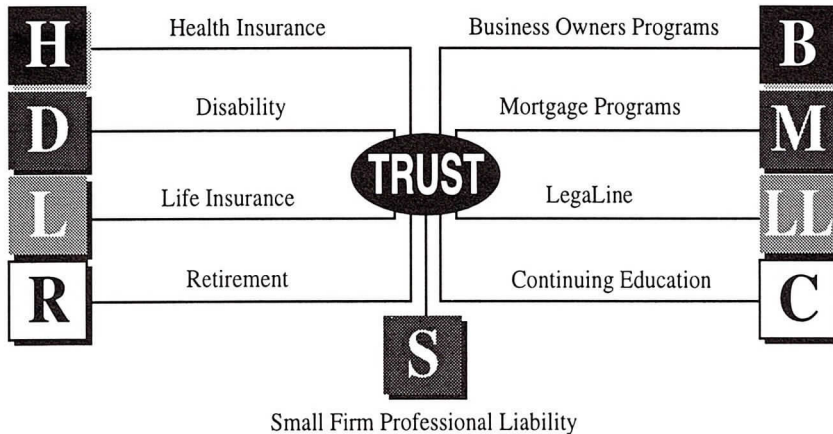 H Health Insurance Business Owners Programs B
D Disability Mortgage Programs M
TRUST
L Life Insurance LegaLine LL
R Retirement Continuing Education C
S
Small Firm Professional Liability